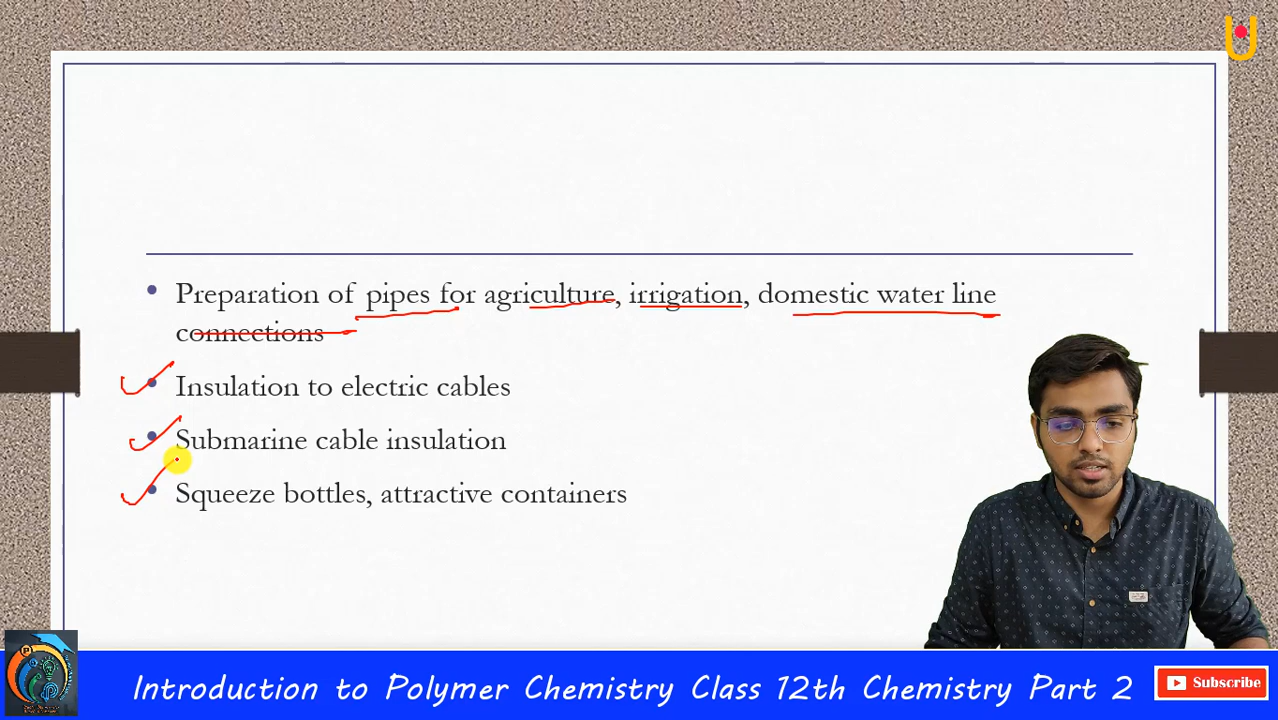 Preparation of pipes for agriculture, irrigation, domestic water line
connections
Insulation to electric cables
Submarine cable insulation
Squeeze bottles, attractive containers
Introduction to Polymer Chemistry Class 12th Chemistry Part 2
Subscribe